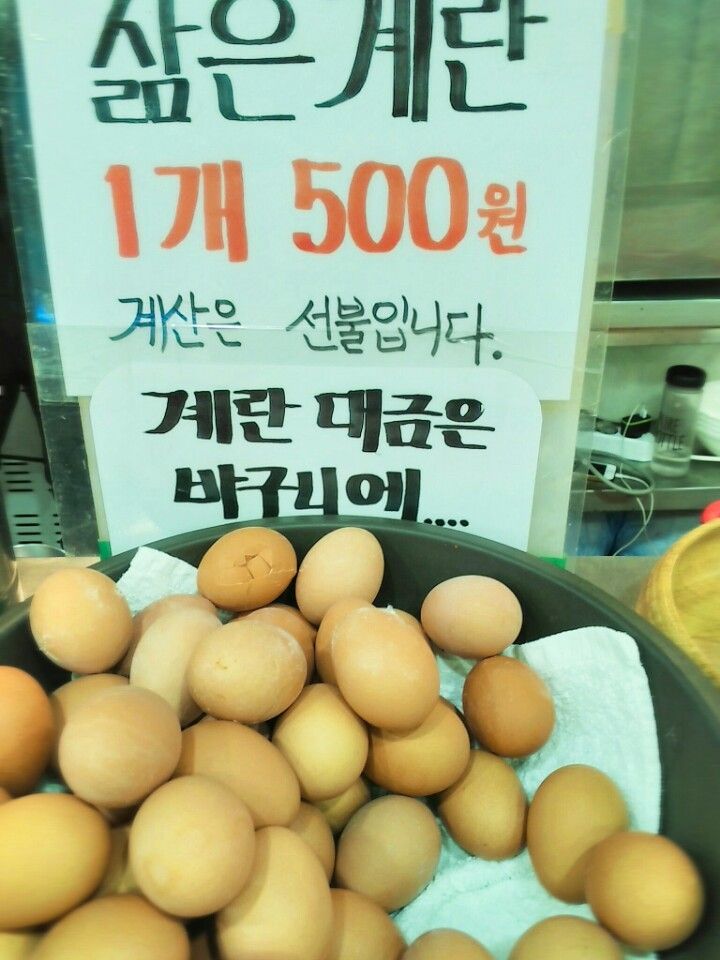 삶은계란
1개 500원
계산은 선불입니다.
계란 대금은
바구니에....